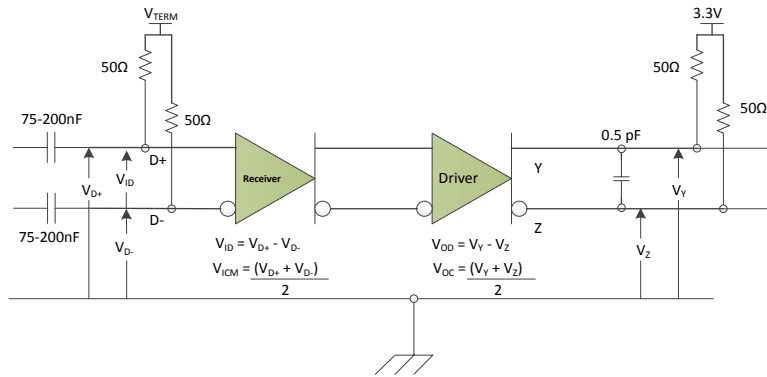 V_TERM
3.3V
50Ω
50Ω
50Ω
50Ω
75-200nF
0.5 pF
D+
V_ID
V_D+
Receiver
Driver
Y
V_Y
D-
Z
75-200nF
V_D-
V_ID = V_D+ - V_D-
V_OD = V_Y - V_Z
V_Z
V_ICM = (V_D+ + V_D-)
2
V_OC = (V_Y + V_Z)
2